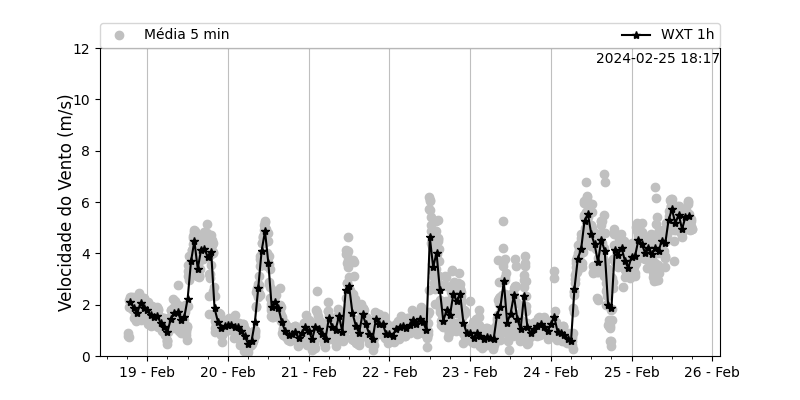 Média 5 min
WXT 1h
2024-02-25 18:17
Velocidade do Vento (m/s)
12
10
8
6
4
2
0
19 - Feb
20 - Feb
21 - Feb
22 - Feb
23 - Feb
24 - Feb
25 - Feb
26 - Feb